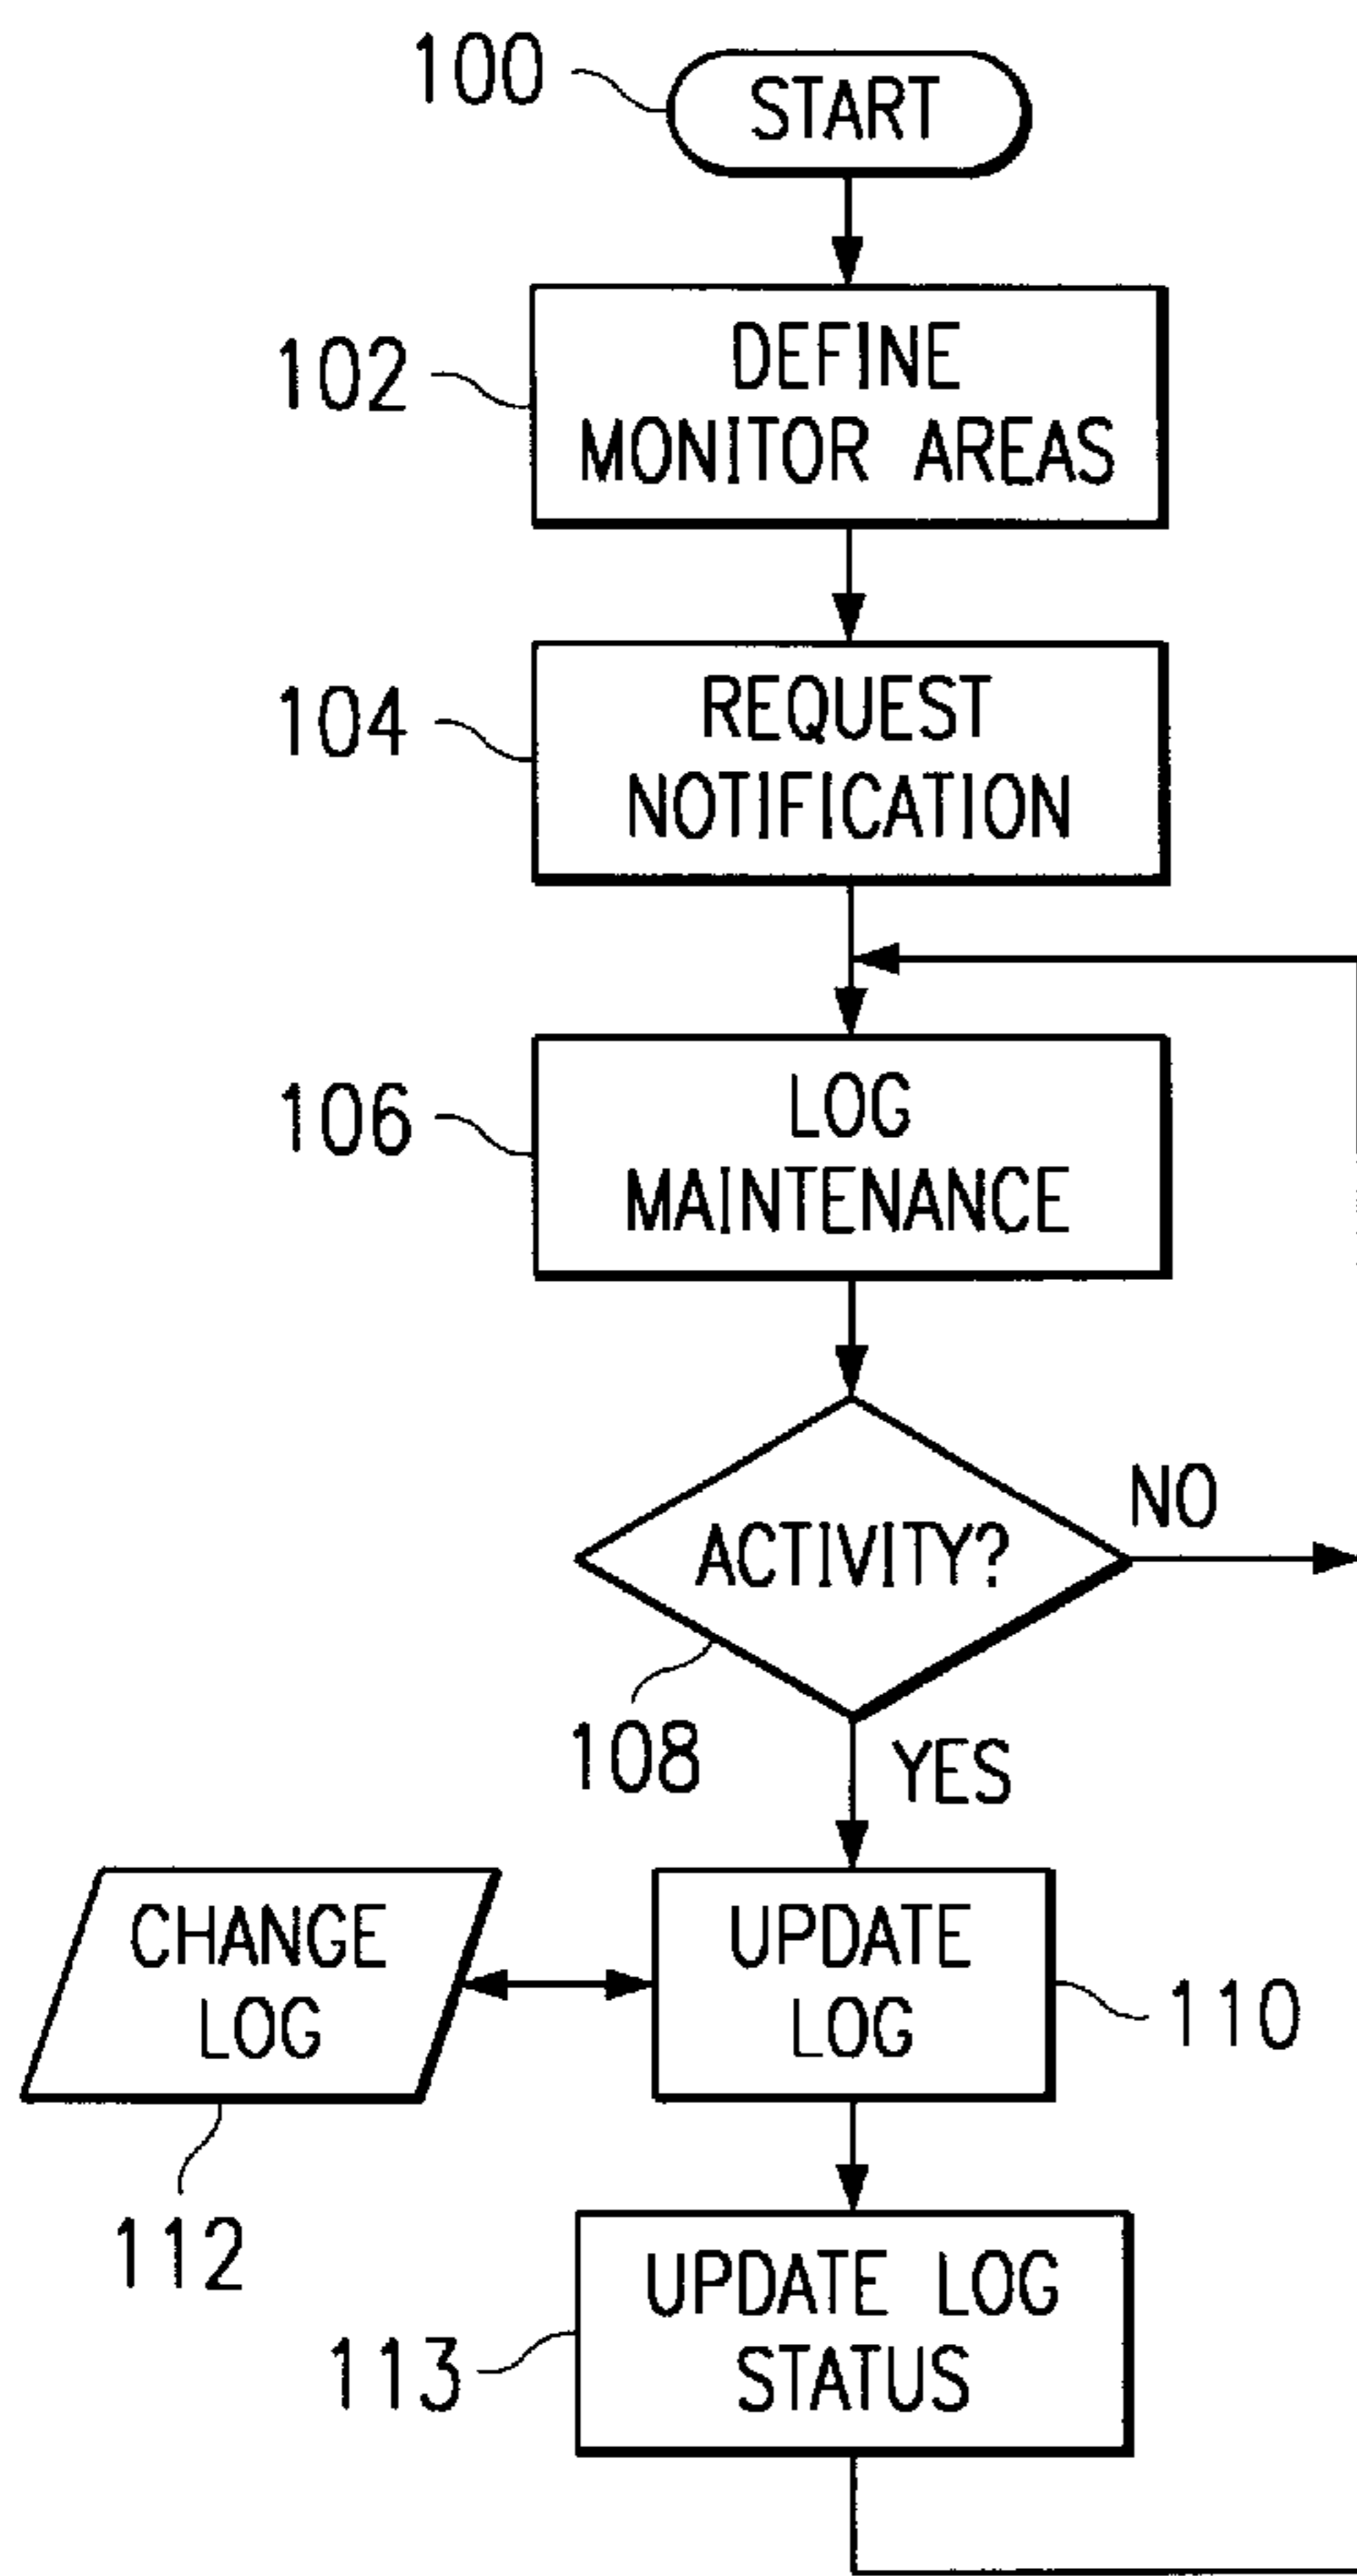 100
START
102
DEFINE
MONITOR AREAS
104
REQUEST
NOTIFICATION
106
LOG
MAINTENANCE
ACTIVITY?
NO
108
YES
CHANGE
LOG
UPDATE
LOG
110
112
UPDATE LOG
STATUS
113